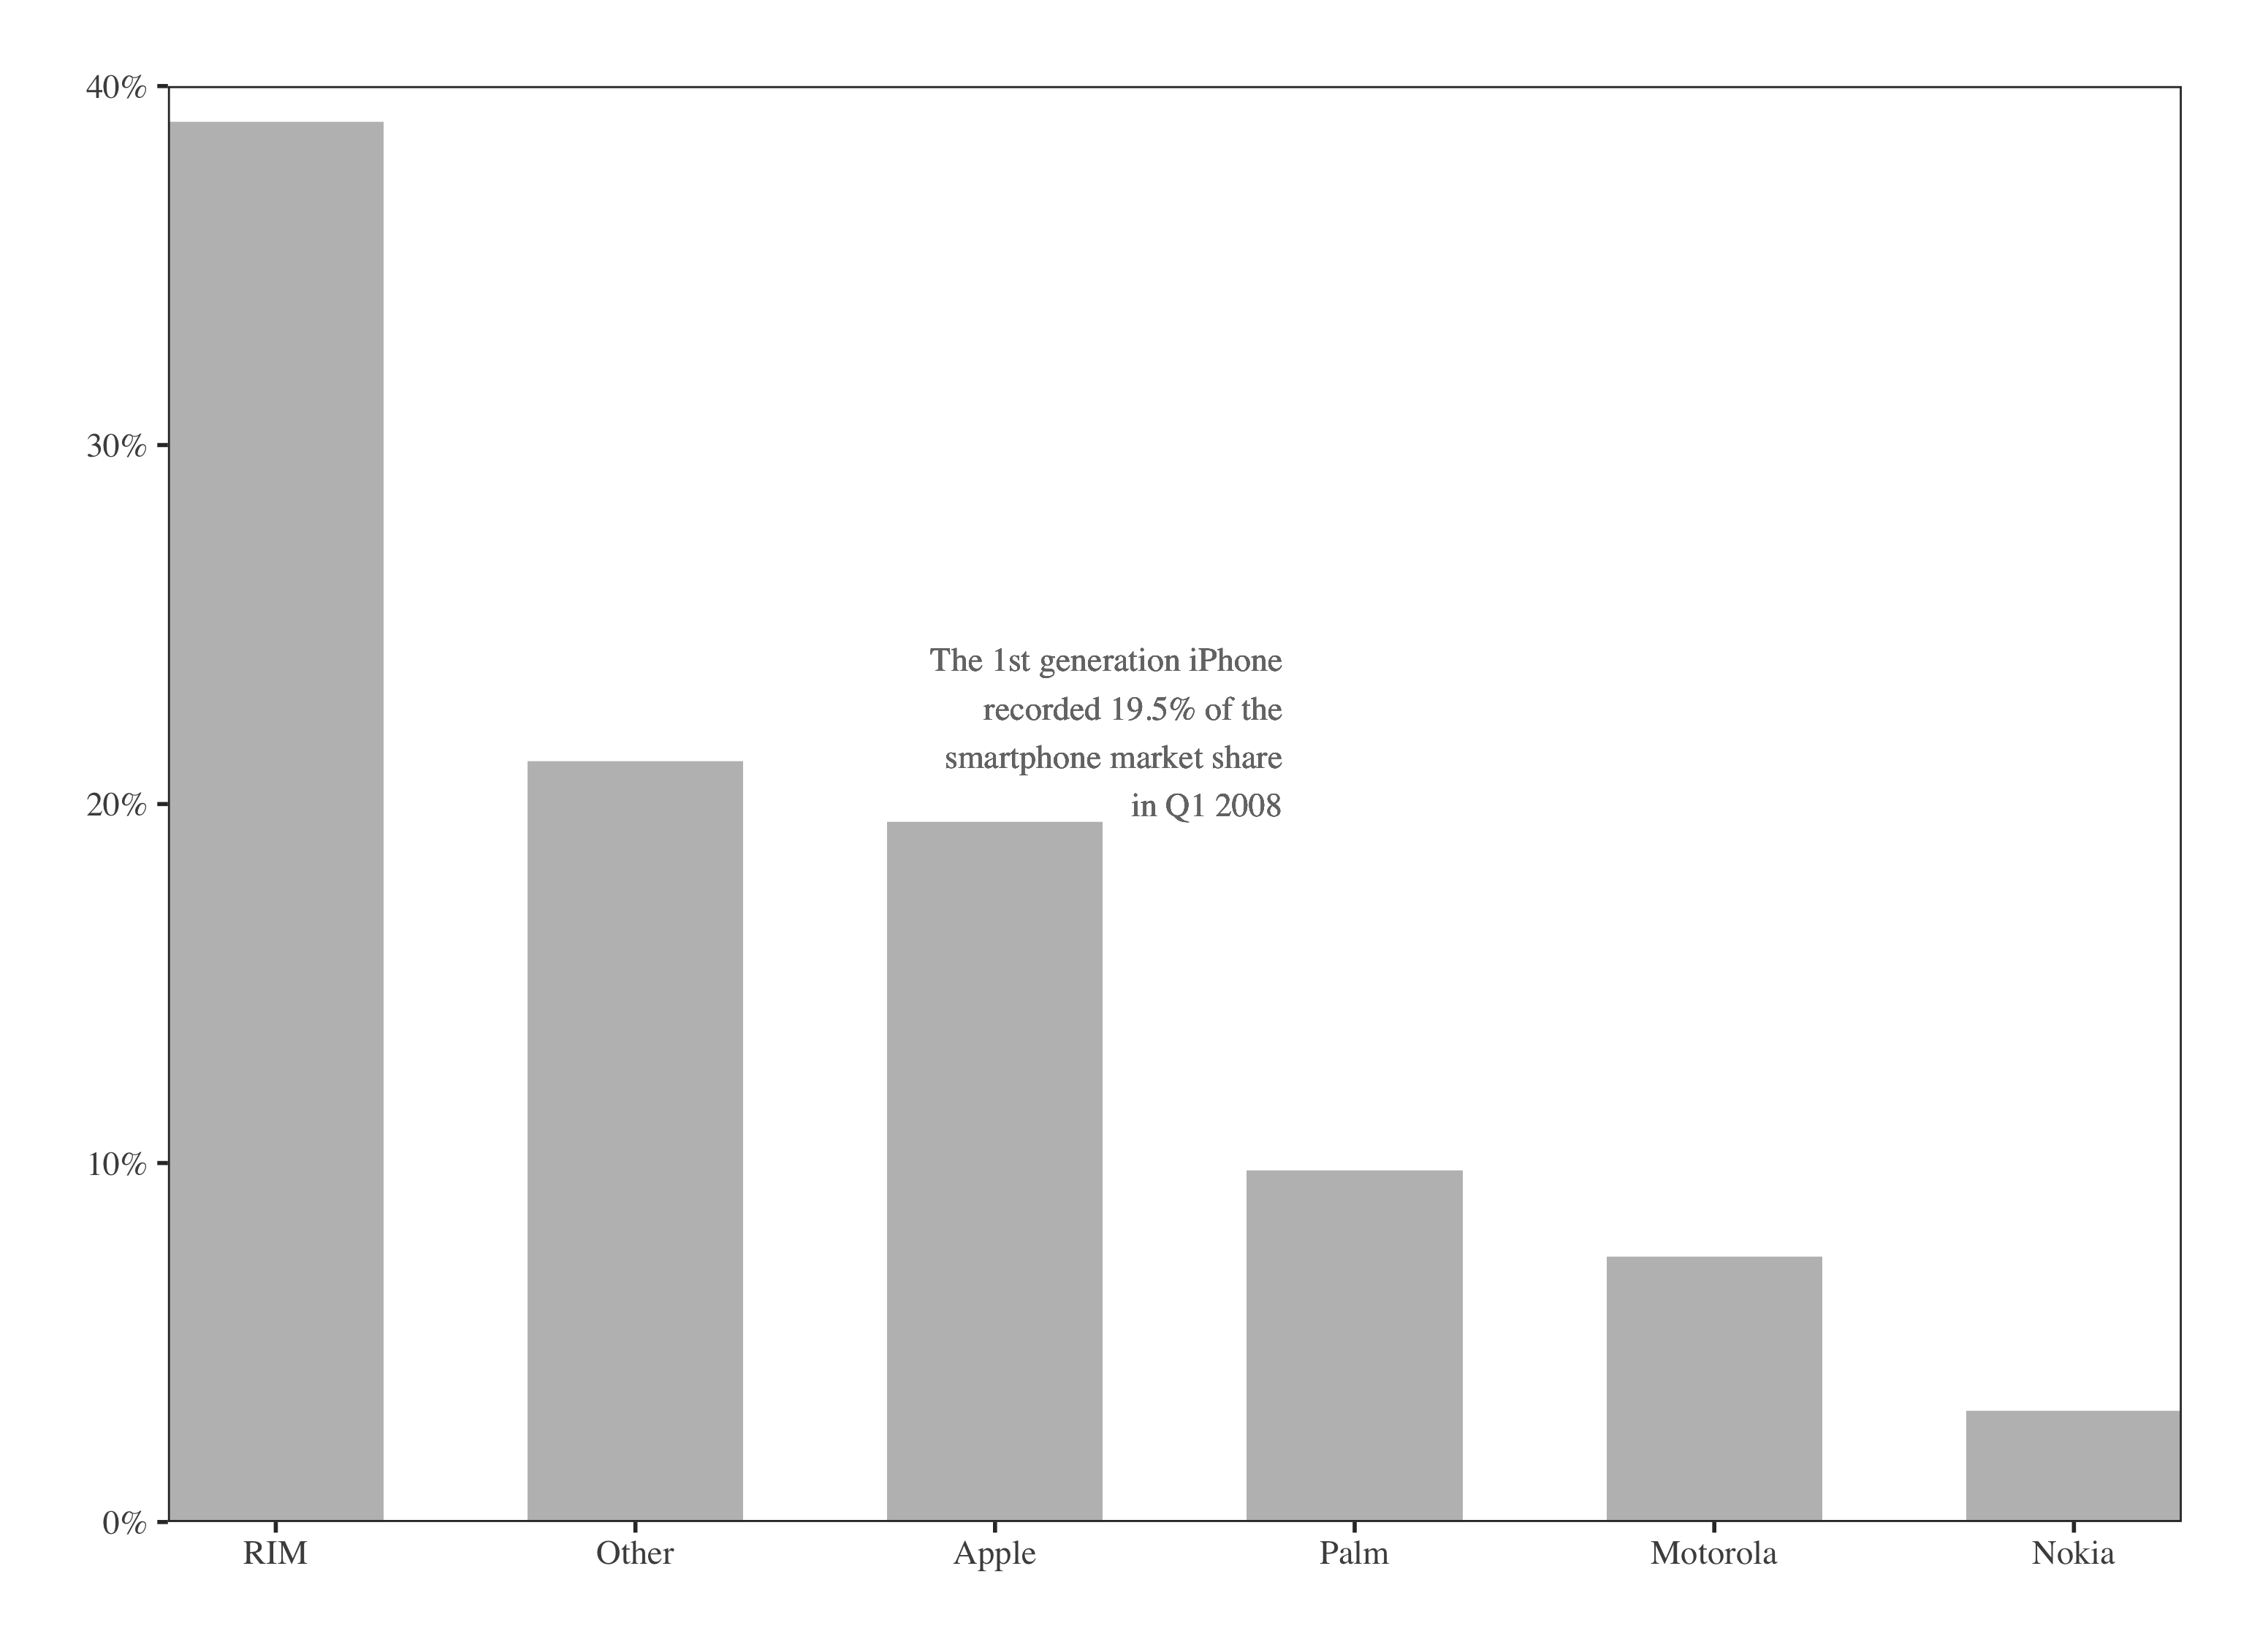 40%
30%
20%
10%
0%
The 1st generation iPhone
recorded 19.5% of the
smartphone market share
in Q1 2008
RIM
Other
Apple
Palm
Motorola
Nokia